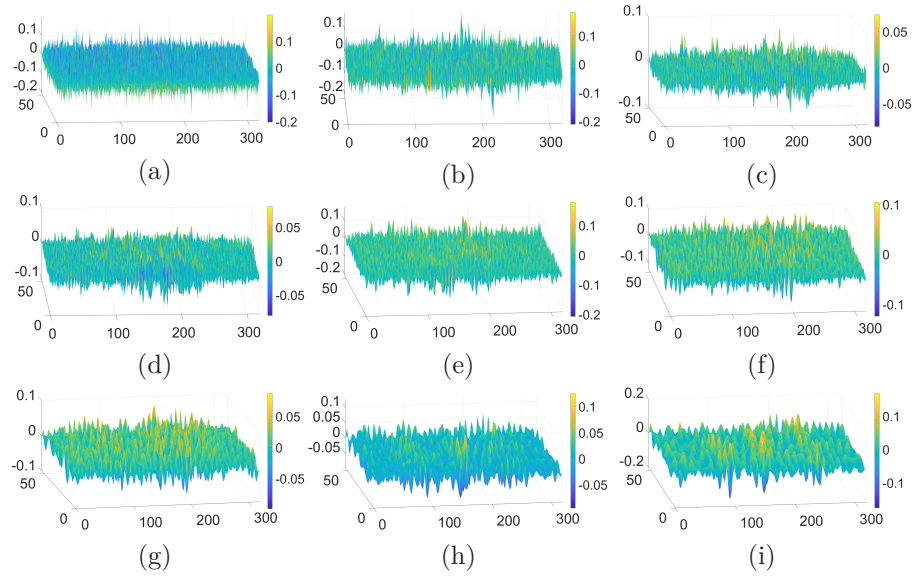 0.1 0 -0.1 -0.2 50 0 0 100 200 300 0.1 0 -0.1 -0.2
(a)
0.1 0 -0.1 -0.2 50 0 0 100 200 300 0.1 0 -0.1 -0.2
(b)
0.1 0 -0.1 50 0 0 100 200 300 0.05 0 -0.05
(c)
0.1 0 -0.1 50 0 0 100 200 300 0.05 0 -0.05
(d)
0.1 0 -0.1 -0.2 50 0 0 100 200 300 0.1 0 -0.1 -0.2
(e)
0.1 0 -0.1 50 0 0 100 200 300 0.1 0 -0.1
(f)
0.1 0 -0.1 50 0 0 100 200 300 0.05 0 -0.05
(g)
0.1 0.05 0 -0.05 50 0 0 100 200 300 0.1 0.05 0 -0.05
(h)
0.2 0 -0.2 50 0 0 100 200 300 0.1 0 -0.1
(i)